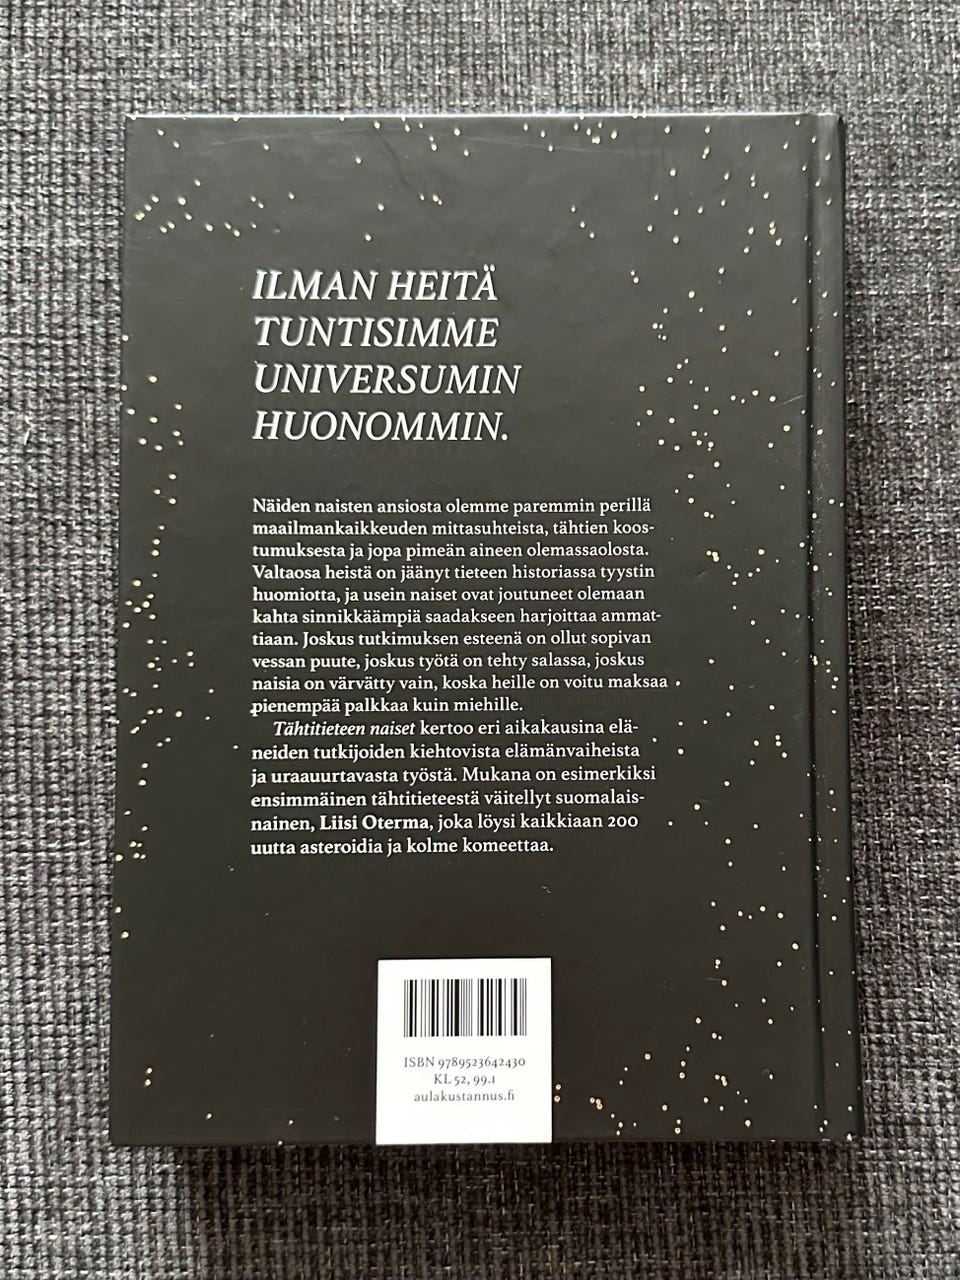 ILMAN HEITÄ
TUNTISIMME
UNIVERSUMIN
HUONOMMIN.
Näiden naisten ansiosta olemme paremmin perillä
maailmankaikkeuden mittasuhteista, tähtien koos-
tumuksesta ja jopa pimeän aineen olemassaolosta.
Valtaosa heistä on jäänyt tieteen historiassa tyystin
huomiotta, ja usein naiset ovat joutuneet olemaan
kahta sinnikkäämpiä saadakseen harjoittaa ammat-
tiaan. Joskus tutkimuksen esteenä on ollut sopivan
vessan puute, joskus työtä on tehty salassa, joskus
naisia on värvätty vain, koska heille on voitu maksaa
pienempää palkkaa kuin miehille.
Tähtitieteen naiset kertoo eri aikakausina elä-
neiden tutkijoiden kiehtovista elämänvaiheista
ja uraauurtavasta työstä. Mukana on esimerkiksi
ensimmäinen tähtitieteestä väitellyt suomalais-
nainen, Liisi Oterma, joka löysi kaikkiaan 200
uutta asteroidia ja kolme komeettaa.
ISBN 9789523642430
KL 52, 99.1
aulakustannus.fi